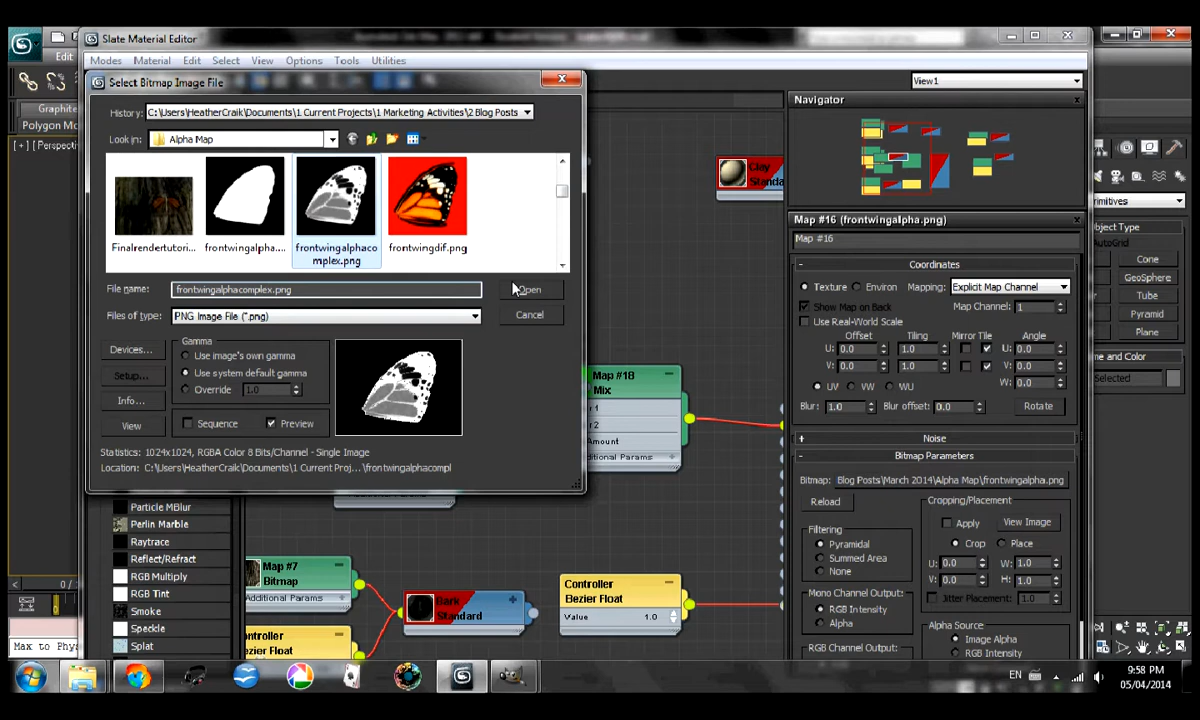 Slate Material Editor
Edit
Modes Material Edit Select View Options Tools Utilities
Select Bitmap Image File
View1
Navigator
History: C:\Users\HeatherCraik\Documents\1 Current Projects\1 Marketing Activities\2 Blog Posts
Graphite
Polygon Mo
Look in: Alpha Map
[ + ] [ Perspectiv
Clay
Standa
Finalrendertutori...
frontwingalpha....
frontwingalphaco
mplex.png
frontwingdif.png
rimitives
Map #16 (frontwingalpha.png)
Map #16
Object Type
AutoGrid
Cone
GeoSphere
Tube
Pyramid
Plane
me and Color
Selected
File name: frontwingalphacomplex.png
Open
Files of type: PNG Image File (*.png)
Cancel
Coordinates
Texture Environ Mapping: Explicit Map Channel
Show Map on Back Map Channel: 1
Use Real-World Scale
Offset Tiling Mirror Tile Angle
U: 0.0 1.0 U: 0.0
V: 0.0 1.0 V: 0.0
UV VW WU W: 0.0
Blur: 1.0 Blur offset: 0.0 Rotate
Devices...
Setup...
Info...
View
Gamma
Use image's own gamma
Use system default gamma
Override 1.0
Sequence Preview
Statistics: 1024x1024, RGBA Color 8 Bits/Channel - Single Image
Location: C:\Users\HeatherCraik\Documents\1 Current Proj...\frontwingalphacompl
Map #18
Mix
r 1
r 2
Amount
ditional Params
Noise
Bitmap Parameters
Bitmap: Blog Posts\March 2014\Alpha Map\frontwingalpha.png
Reload
Cropping/Placement
Apply View Image
Crop Place
U: 0.0 W: 1.0
V: 0.0 H: 1.0
Jitter Placement: 1.0
Filtering
Pyramidal
Summed Area
None
Mono Channel Output:
RGB Intensity
Alpha
RGB Channel Output:
Alpha Source
Image Alpha
RGB Intensity
Particle MBlur
Perlin Marble
Raytrace
Reflect/Refract
RGB Multiply
RGB Tint
Smoke
Speckle
Splat
Map #7
Bitmap
Additional Params
Bark
Standard
Controller
Bezier Float
Value 1.0
ontroller
ezier Float
0 /
0
Max to Phys
EN
9:58 PM
05/04/2014